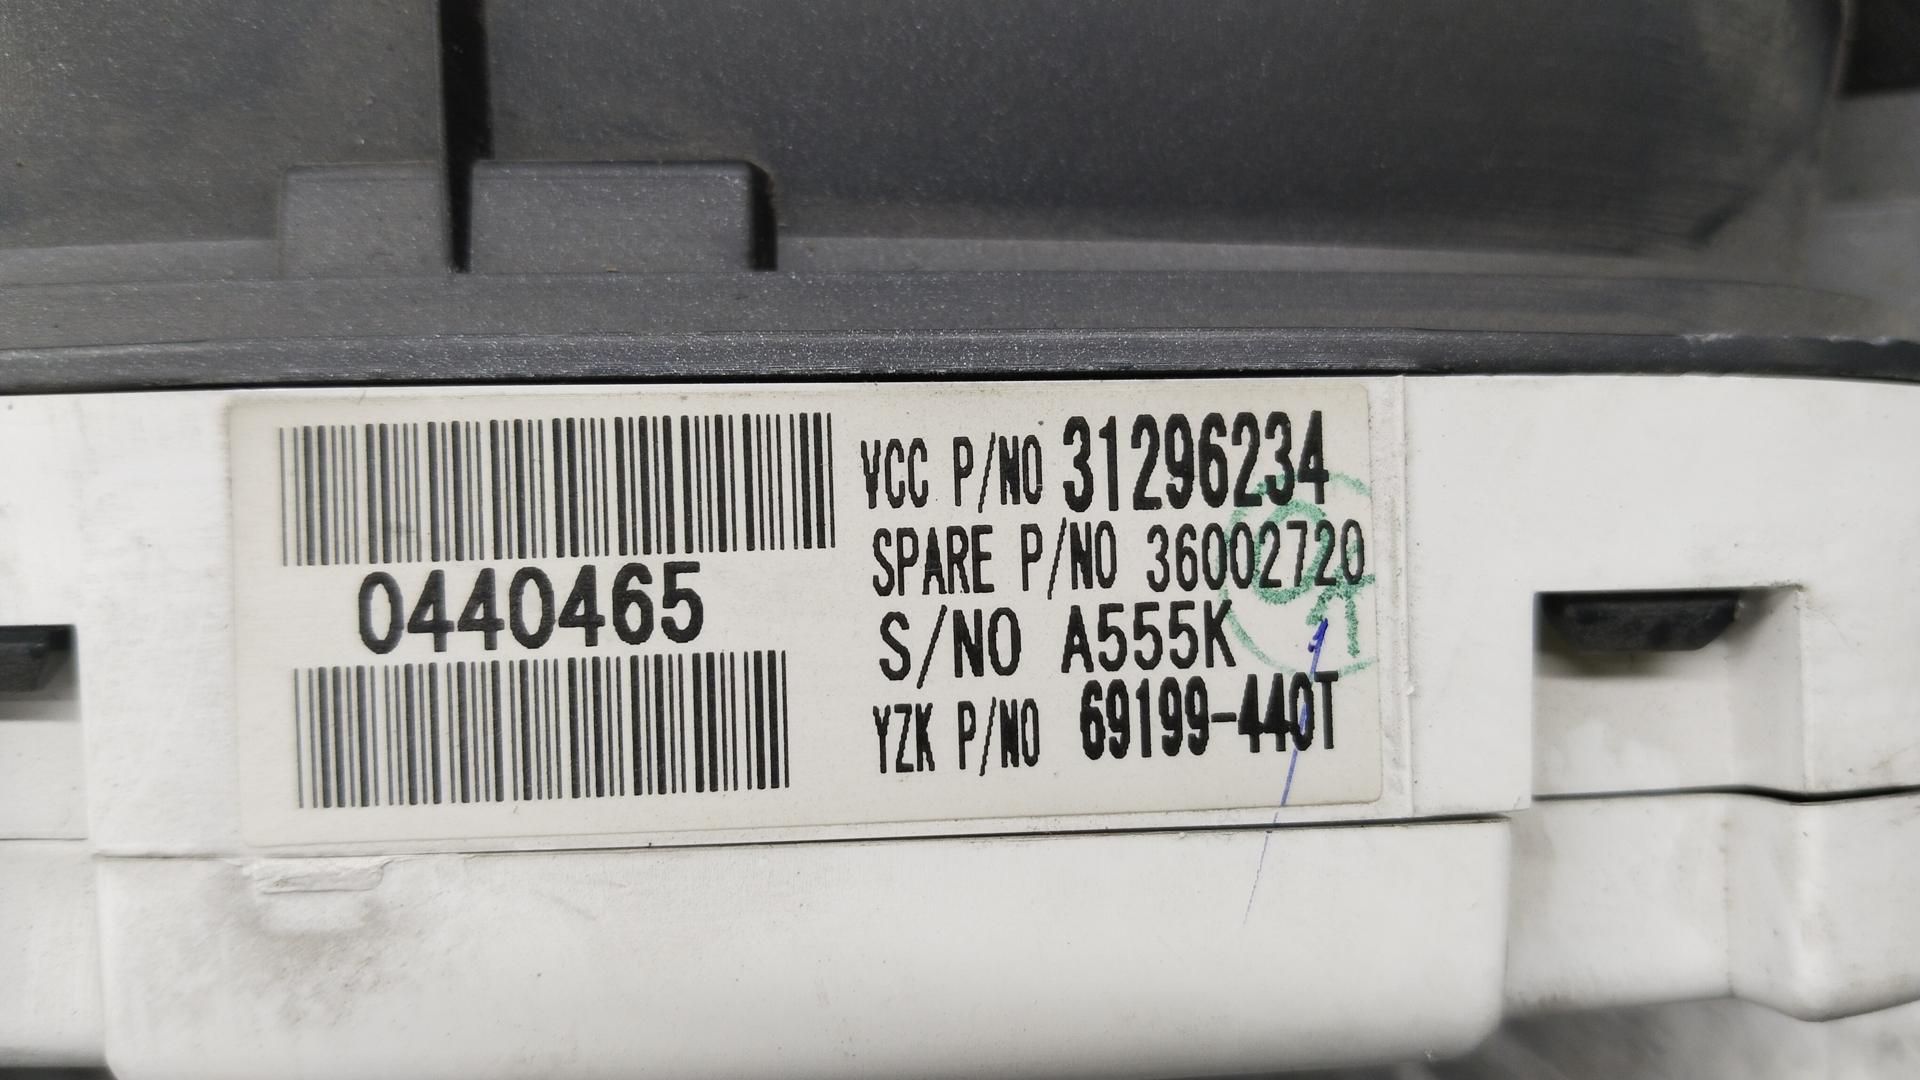 0440465
VCC P/NO 31296234
SPARE P/NO 36002720
S/NO A555K
YZK P/NO 69199-440T